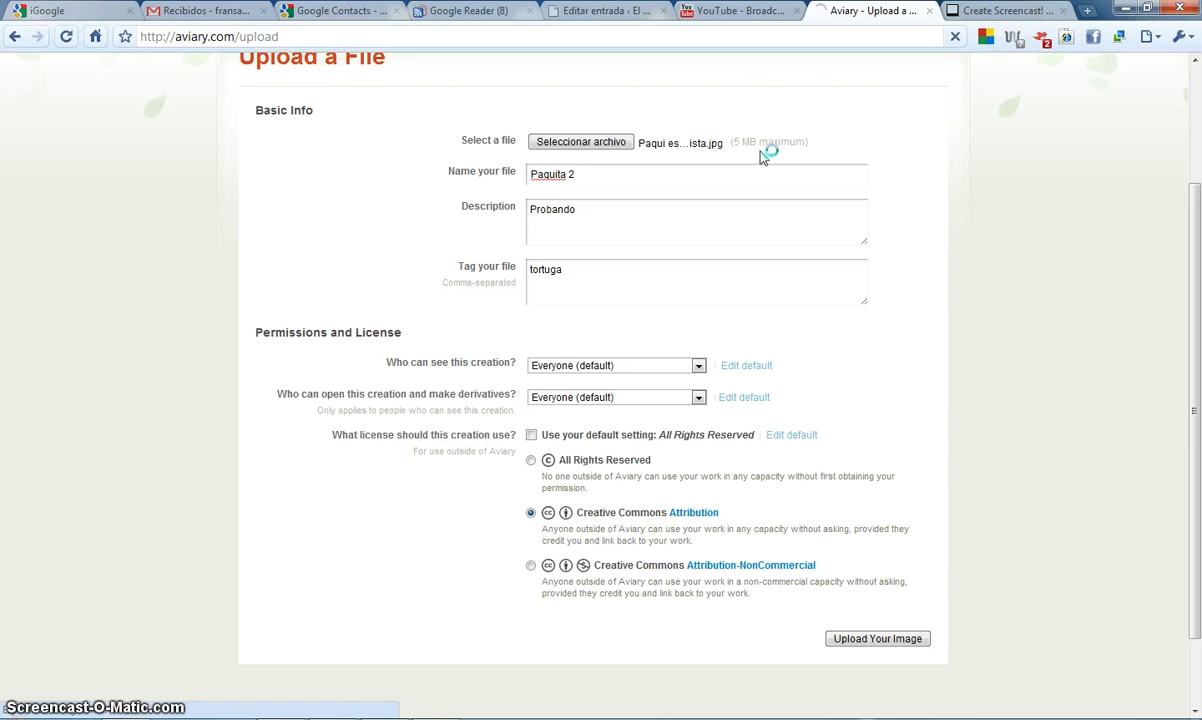 iGoogle
Recibidos - fransa...
Google Contacts - ...
Google Reader (8)
Editar entrada ‹ El ...
YouTube - Broadc...
Aviary - Upload a ...
Create Screencast! ...
http://aviary.com/upload
2
Upload a File
Basic Info
Select a file
Seleccionar archivo
Paqui es...ista.jpg
(5 MB maximum)
Name your file
Paquita 2
Description
Probando
Tag your file
Comma-separated
tortuga
Permissions and License
Who can see this creation?
Everyone (default)
Edit default
Who can open this creation and make derivatives?
Only applies to people who can see this creation.
Everyone (default)
Edit default
What license should this creation use?
For use outside of Aviary
Use your default setting: All Rights Reserved
Edit default
All Rights Reserved
No one outside of Aviary can use your work in any capacity without first obtaining your
permission.
Creative Commons Attribution
Anyone outside of Aviary can use your work in any capacity without asking, provided they
credit you and link back to your work.
Creative Commons Attribution-NonCommercial
Anyone outside of Aviary can use your work in a non-commercial capacity without asking,
provided they credit you and link back to your work.
Upload Your Image
Screencast-O-Matic.com